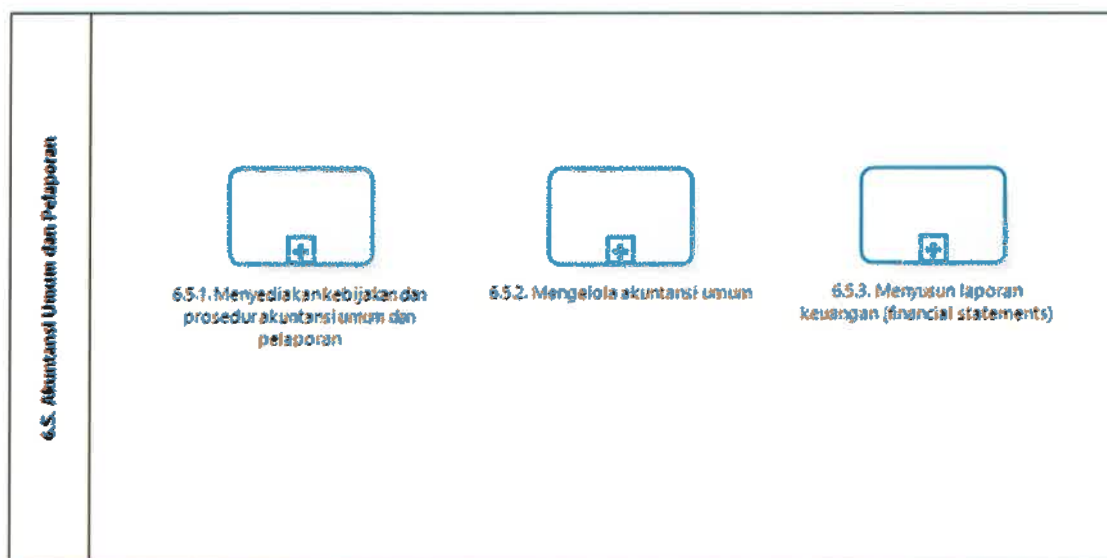 6.5. Akuntansi Umum dan Pelaporan
6.5.1. Menyediakan kebijakan dan
prosedur akuntansi umum dan
pelaporan
6.5.2. Mengelola akuntansi umum
6.5.3. Menyusun laporan
keuangan (financial statements)